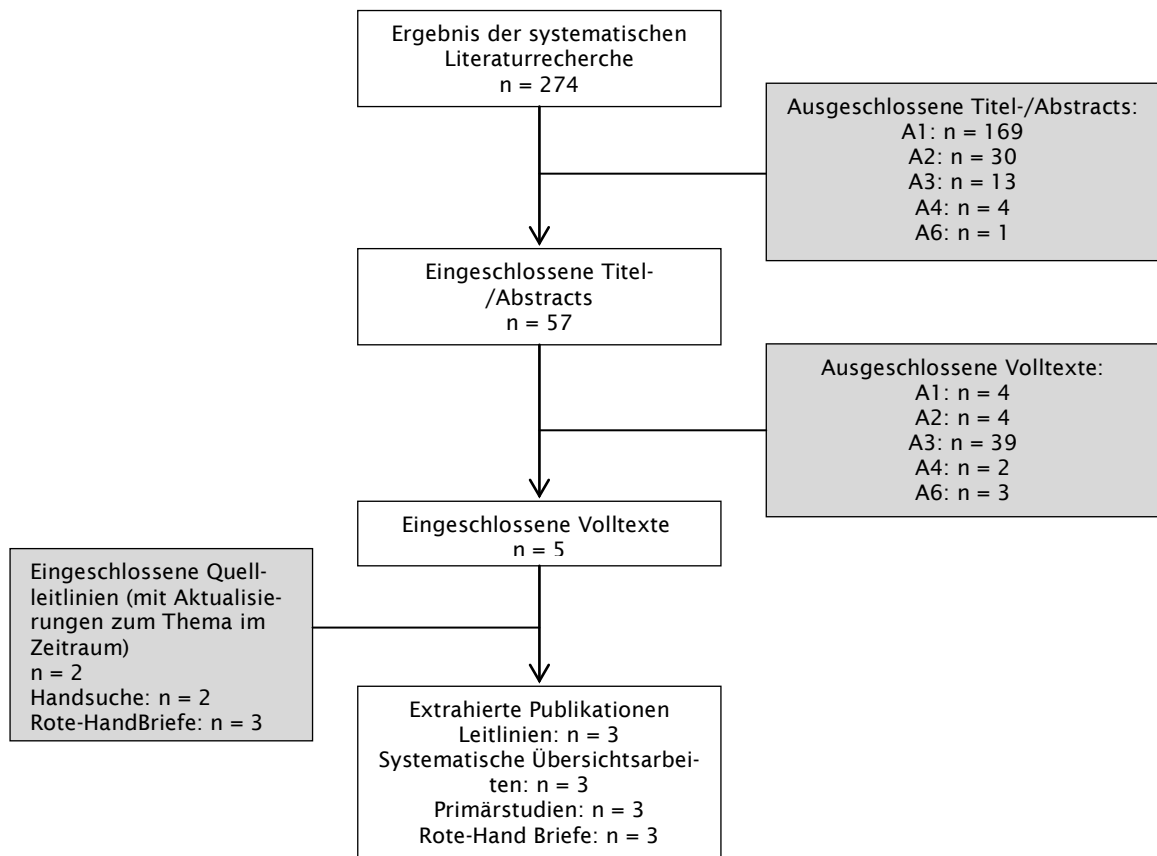 Ergebnis der systematischen
Literaturrecherche
n = 274
Ausgeschlossene Titel-/Abstracts:
A1: n = 169
A2: n = 30
A3: n = 13
A4: n = 4
A6: n = 1
Eingeschlossene Titel-
/Abstracts
n = 57
Ausgeschlossene Volltexte:
A1: n = 4
A2: n = 4
A3: n = 39
A4: n = 2
A6: n = 3
Eingeschlossene Volltexte
n = 5
Eingeschlossene Quell-
leitlinien (mit Aktualisie-
rungen zum Thema im
Zeitraum)
n = 2
Handsuche: n = 2
Rote-HandBriefe: n = 3
Extrahierte Publikationen
Leitlinien: n = 3
Systematische Übersichtsarbei-
ten: n = 3
Primärstudien: n = 3
Rote-Hand Briefe: n = 3